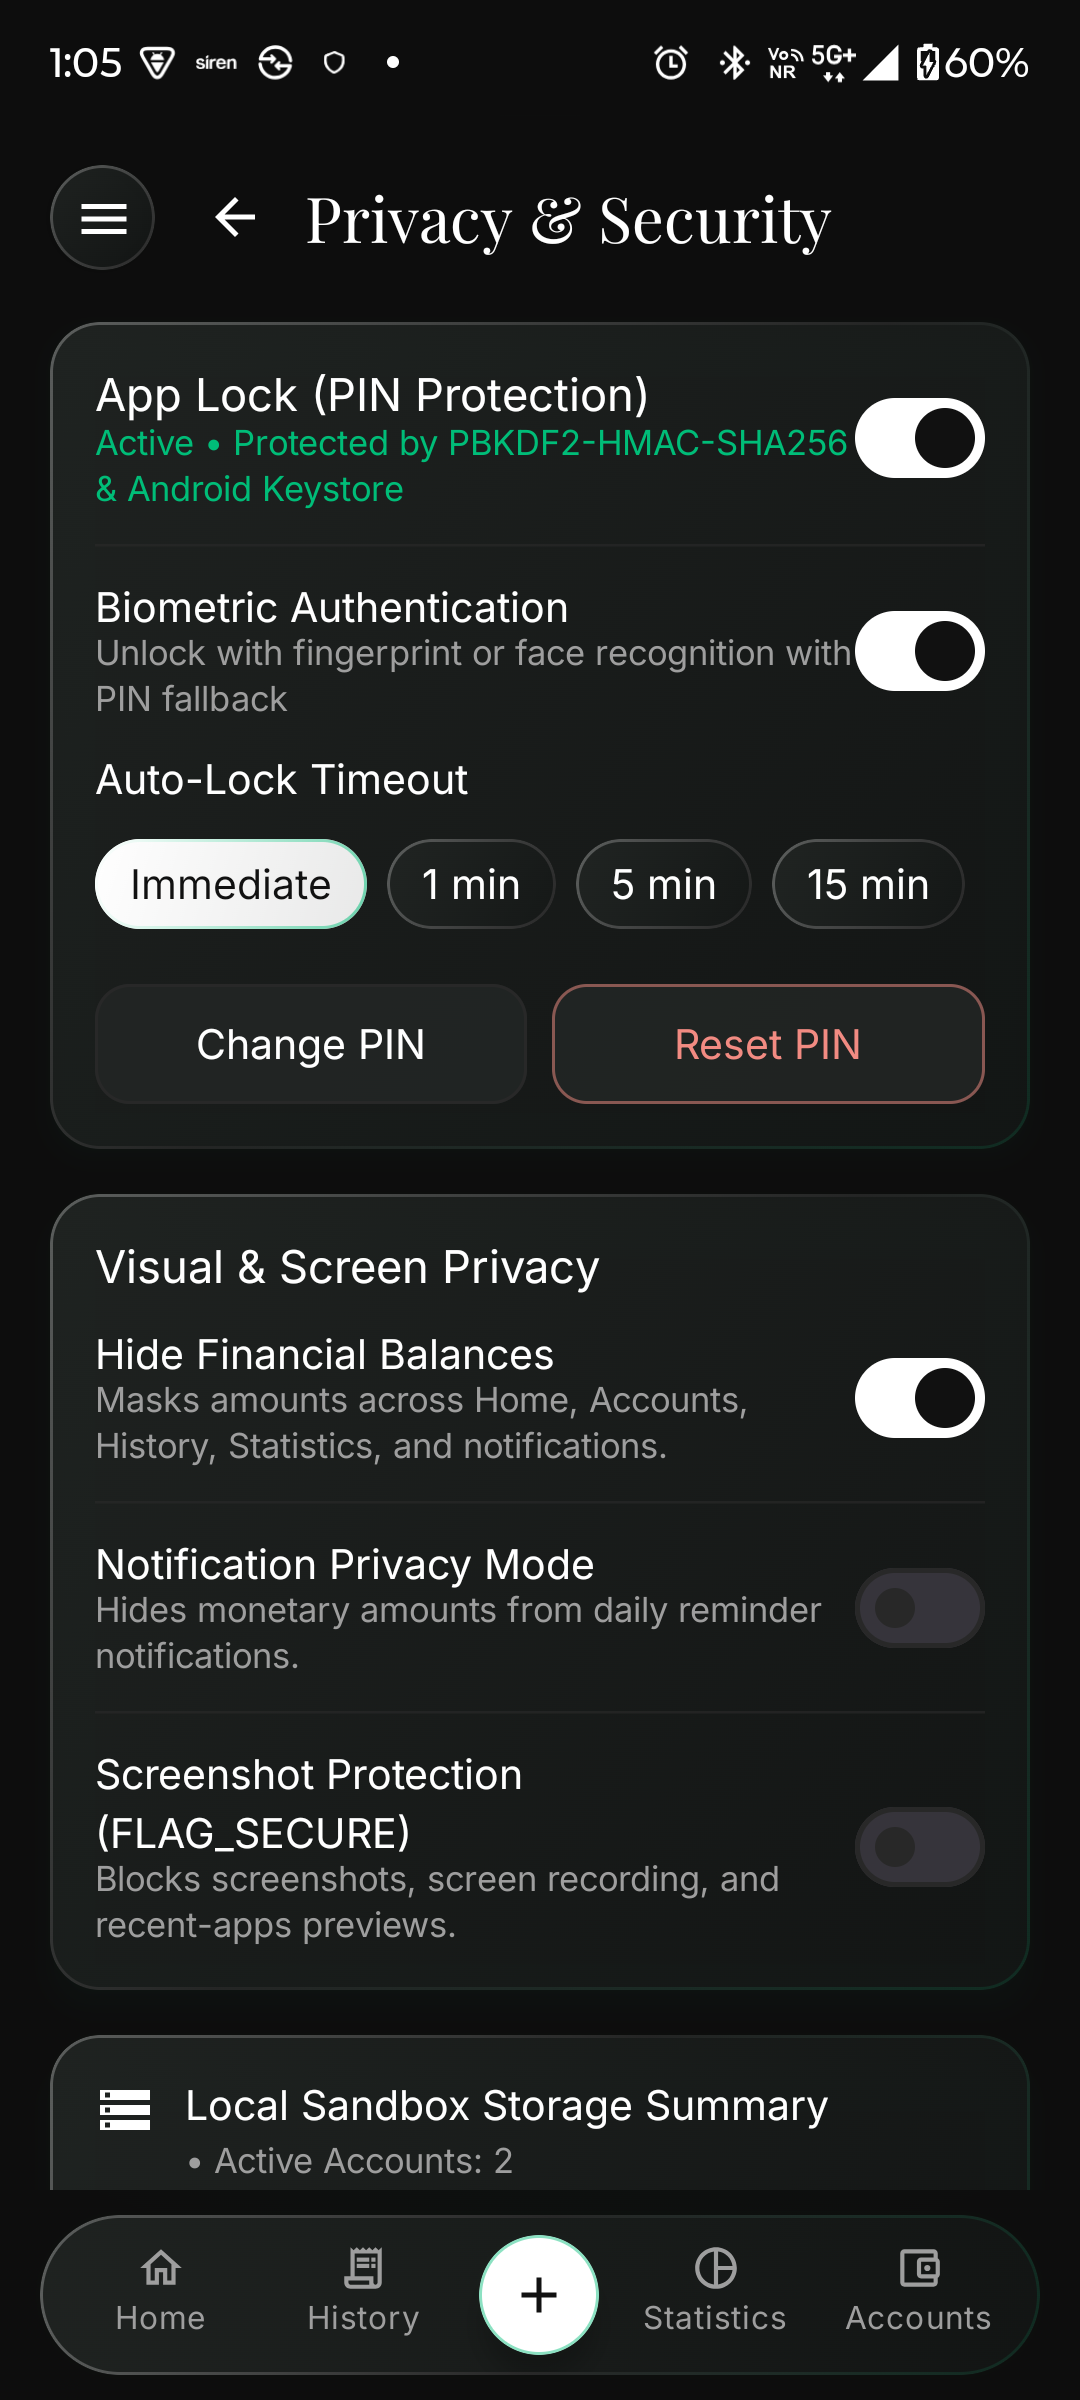 1:05 siren VoNR 5G+ 60%
Privacy & Security
App Lock (PIN Protection)
Active • Protected by PBKDF2-HMAC-SHA256
& Android Keystore
Biometric Authentication
Unlock with fingerprint or face recognition with
PIN fallback
Auto-Lock Timeout
Immediate 1 min 5 min 15 min
Change PIN Reset PIN
Visual & Screen Privacy
Hide Financial Balances
Masks amounts across Home, Accounts,
History, Statistics, and notifications.
Notification Privacy Mode
Hides monetary amounts from daily reminder
notifications.
Screenshot Protection
(FLAG_SECURE)
Blocks screenshots, screen recording, and
recent-apps previews.
Local Sandbox Storage Summary
• Active Accounts: 2
Home History Statistics Accounts